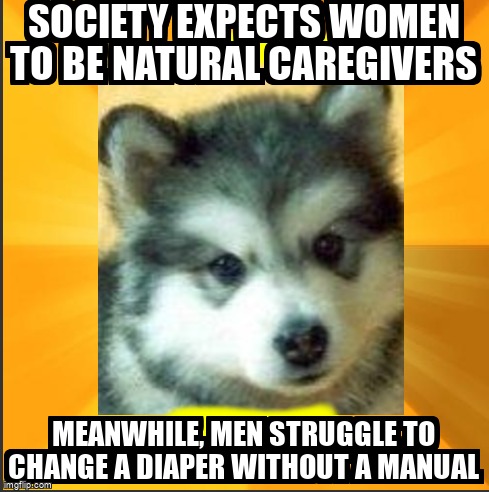 SOCIETY EXPECTS WOMEN
TO BE NATURAL CAREGIVERS
MEANWHILE, MEN STRUGGLE TO
CHANGE A DIAPER WITHOUT A MANUAL
imgflip.com